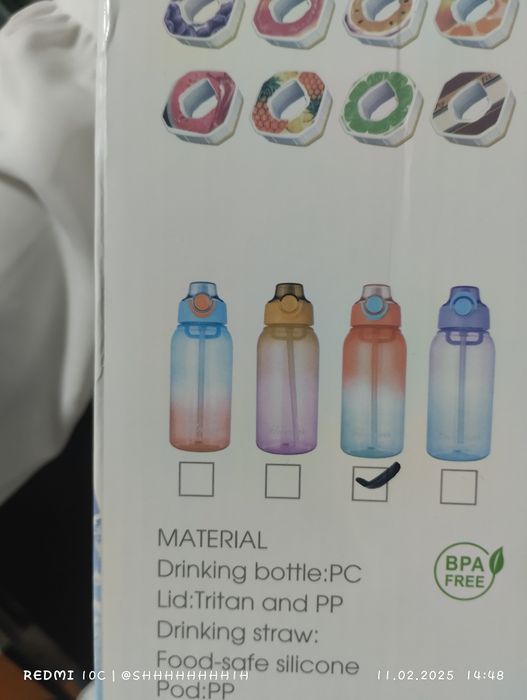 MATERIAL
Drinking bottle:PC
Lid:Tritan and PP
Drinking straw:
Food-safe silicone
Pod:PP
BPA
FREE
REDMI 10C | @SHHHHHHHH1H
11.02.2025 14:48